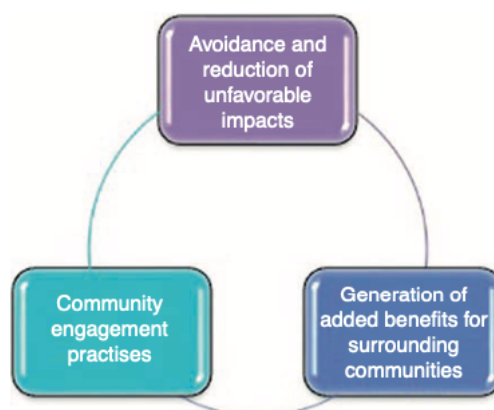 Avoidance and
reduction of
unfavorable
impacts
Community
engagement
practises
Generation of
added benefits for
surrounding
communities